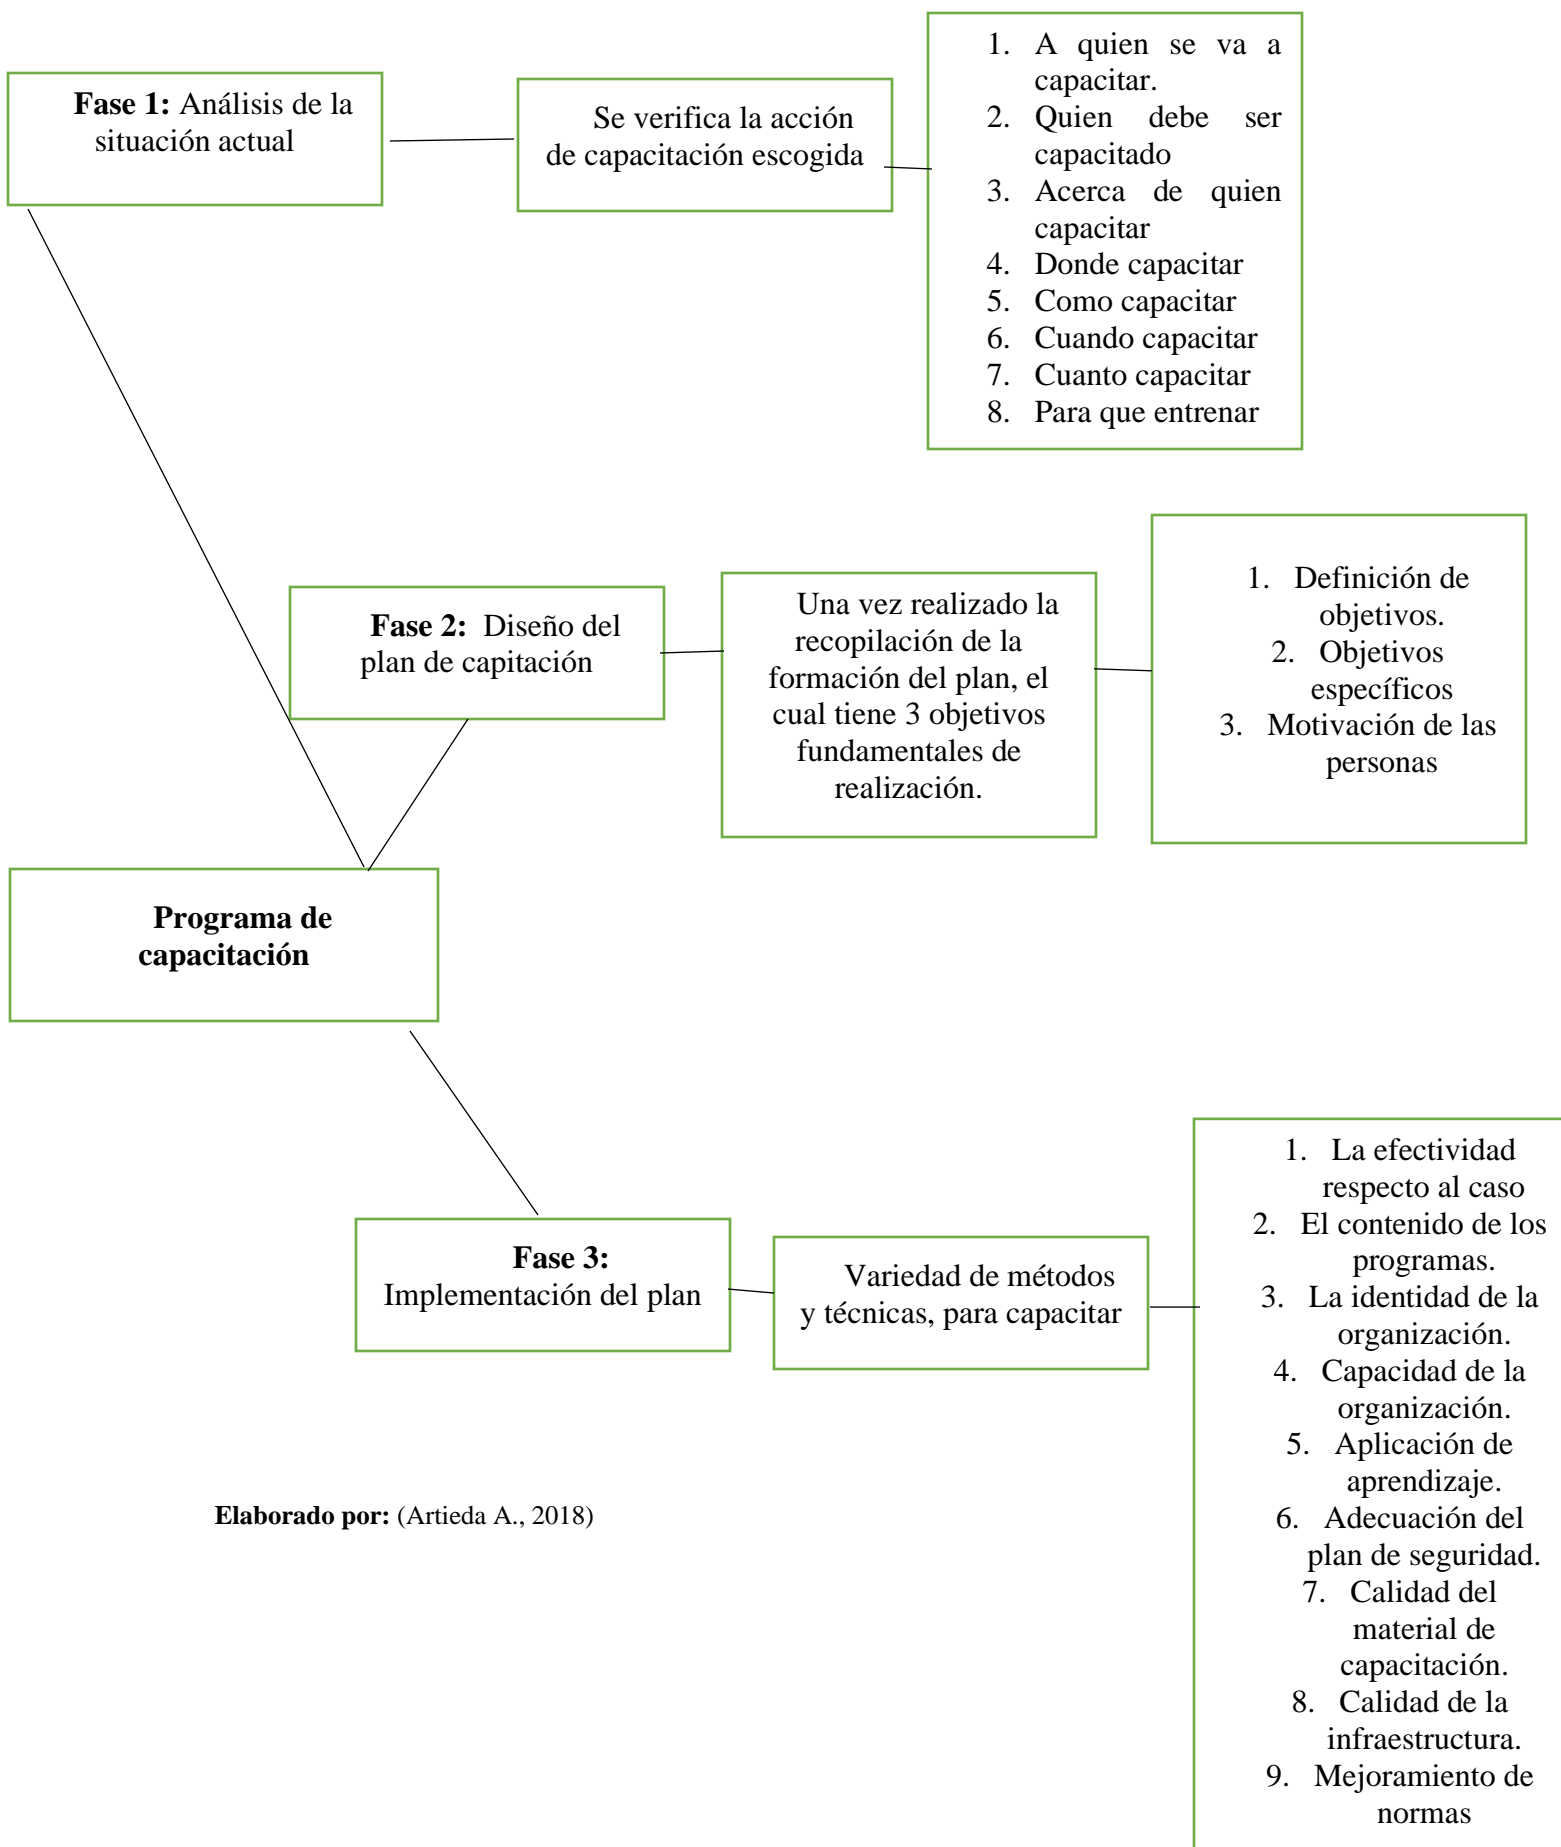 Fase 1: Análisis de la
situación actual
Se verifica la acción
de capacitación escogida
1. A quien se va a
capacitar.
2. Quien debe ser
capacitado
3. Acerca de quien
capacitar
4. Donde capacitar
5. Como capacitar
6. Cuando capacitar
7. Cuanto capacitar
8. Para que entrenar
Fase 2: Diseño del
plan de capitación
Una vez realizado la
recopilación de la
formación del plan, el
cual tiene 3 objetivos
fundamentales de
realización.
1. Definición de
objetivos.
2. Objetivos
específicos
3. Motivación de las
personas
Programa de
capacitación
Fase 3:
Implementación del plan
Variedad de métodos
y técnicas, para capacitar
1. La efectividad
respecto al caso
2. El contenido de los
programas.
3. La identidad de la
organización.
4. Capacidad de la
organización.
5. Aplicación de
aprendizaje.
6. Adecuación del
plan de seguridad.
7. Calidad del
material de
capacitación.
8. Calidad de la
infraestructura.
9. Mejoramiento de
normas
Elaborado por: (Artieda A., 2018)